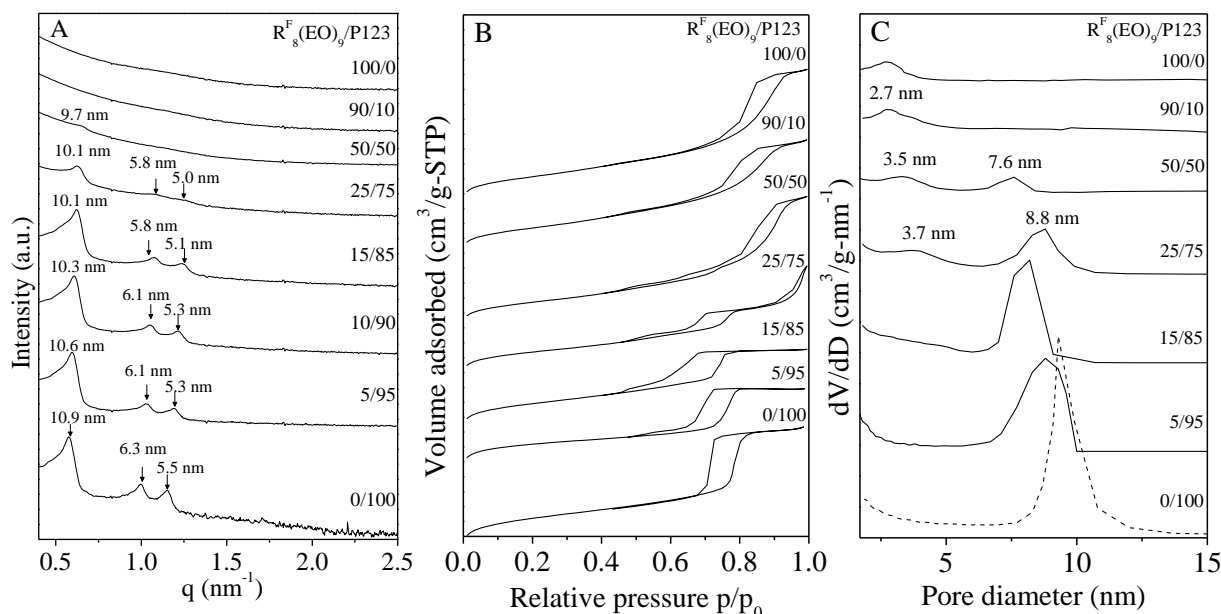 A
R^F_8(EO)_9/P123
100/0
90/10
9.7 nm
50/50
10.1 nm
5.8 nm
5.0 nm
25/75
10.1 nm
5.8 nm
5.1 nm
15/85
10.3 nm
6.1 nm
5.3 nm
10/90
10.6 nm
6.1 nm
5.3 nm
5/95
10.9 nm
6.3 nm
5.5 nm
0/100
Intensity (a.u.)
0.5 1.0 1.5 2.0 2.5
q (nm^-1)
B
R^F_8(EO)_9/P123
100/0
90/10
50/50
25/75
15/85
5/95
0/100
Volume adsorbed (cm^3/g-STP)
0.0 0.2 0.4 0.6 0.8 1.0
Relative pressure p/p_0
C
R^F_8(EO)_9/P123
100/0
2.7 nm
90/10
3.5 nm
7.6 nm
50/50
8.8 nm
3.7 nm
25/75
15/85
5/95
0/100
dV/dD (cm^3/g-nm^-1)
5 10 15
Pore diameter (nm)